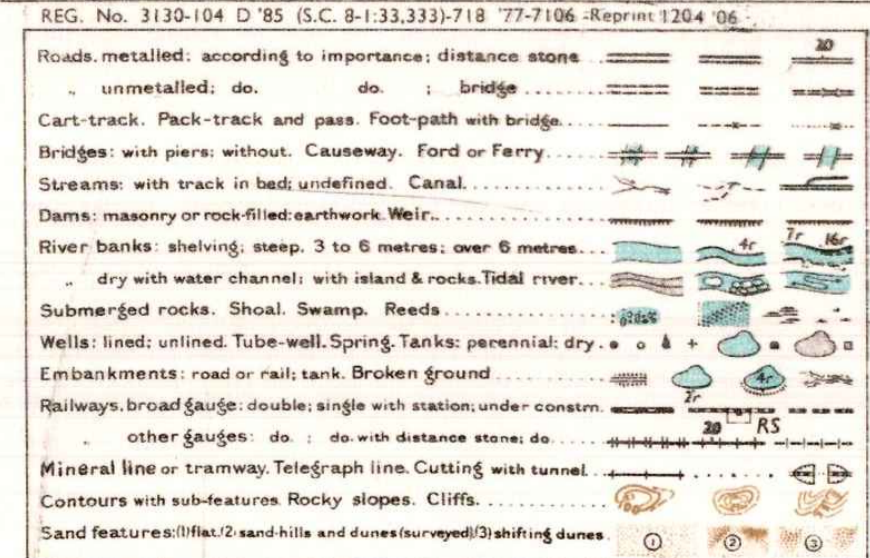 REG. No. 3130-104 D '85 (S.C. 8-1:33,333)-718 '77-7106 -Reprint 1204 '06 -
Roads. metalled: according to importance; distance stone 20
„ unmetalled; do. do. ; bridge
Cart-track. Pack-track and pass. Foot-path with bridge...
Bridges: with piers; without. Causeway. Ford or Ferry......
Streams: with track in bed; undefined. Canal...............
Dams: masonry or rock-filled: earthwork. Weir..................
River banks: shelving; steep. 3 to 6 metres; over 6 metres... 4r 7r 16r
„ dry with water channel; with island & rocks. Tidal river......
Submerged rocks. Shoal. Swamp. Reeds ....................
Wells: lined; unlined. Tube-well. Spring. Tanks: perennial; dry.
Embankments: road or rail; tank. Broken ground ............. 2r 4r
Railways. broad gauge: double; single with station; under constrn. RS
„ other gauges: do. ; do. with distance stone; do...... 20
Mineral line or tramway. Telegraph line. Cutting with tunnel...
Contours with sub-features. Rocky slopes. Cliffs..............
Sand features:(1)flat.(2) sand-hills and dunes(surveyed).(3)shifting dunes. 1 2 3